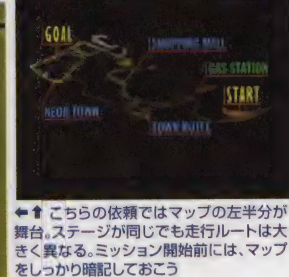 GOAL
SHOPPING MALL
GAS STATION
START
NEON TOWN
TOWN ROUTE
←↑こちらの依頼ではマップの左半分が
舞台。ステージが同じでも走行ルートは大
きく異なる。ミッション開始前には、マップ
をしっかり暗記しておこう